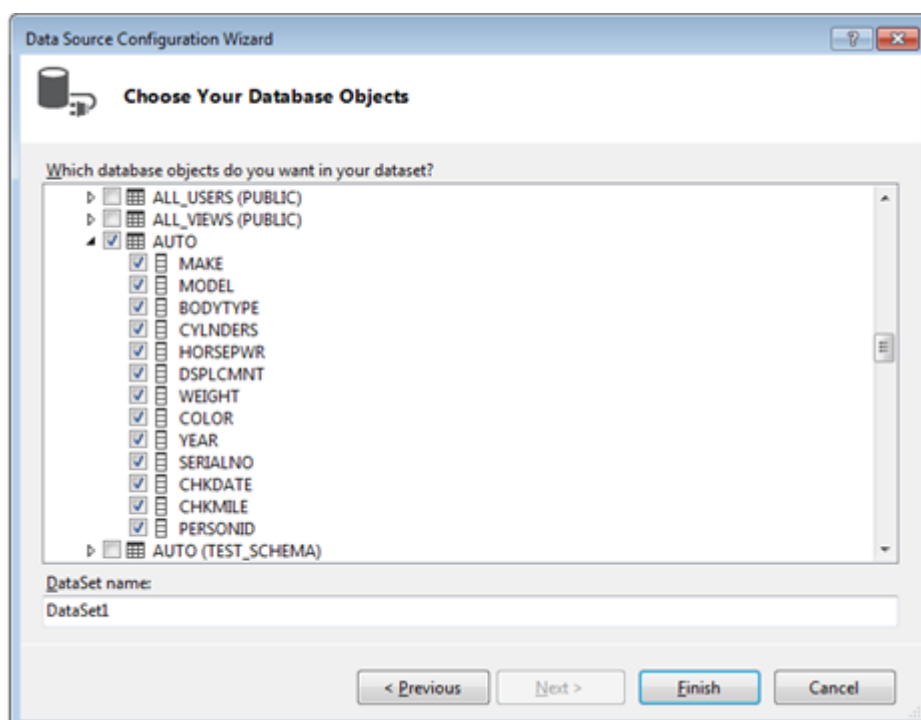 Data Source Configuration Wizard
Choose Your Database Objects
Which database objects do you want in your dataset?
ALL_USERS (PUBLIC)
ALL_VIEWS (PUBLIC)
AUTO
MAKE
MODEL
BODYTYPE
CYLNDERS
HORSEPWR
DSPLCMNT
WEIGHT
COLOR
YEAR
SERIALNO
CHKDATE
CHKMILE
PERSONID
AUTO (TEST_SCHEMA)
DataSet name:
DataSet1
< Previous Next > Finish Cancel